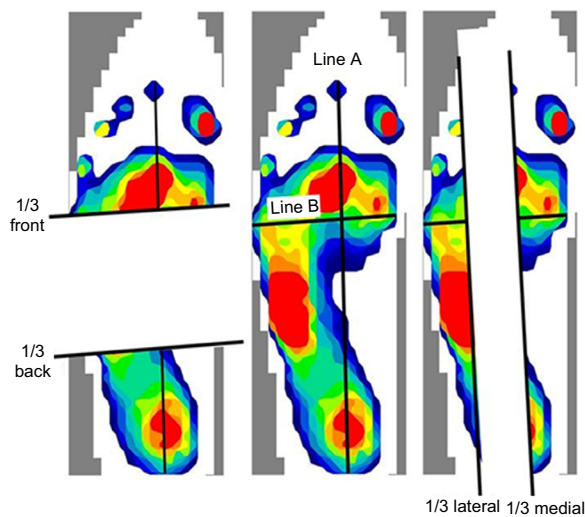 Line A
1/3
front
Line B
1/3
back
1/3 lateral
1/3 medial